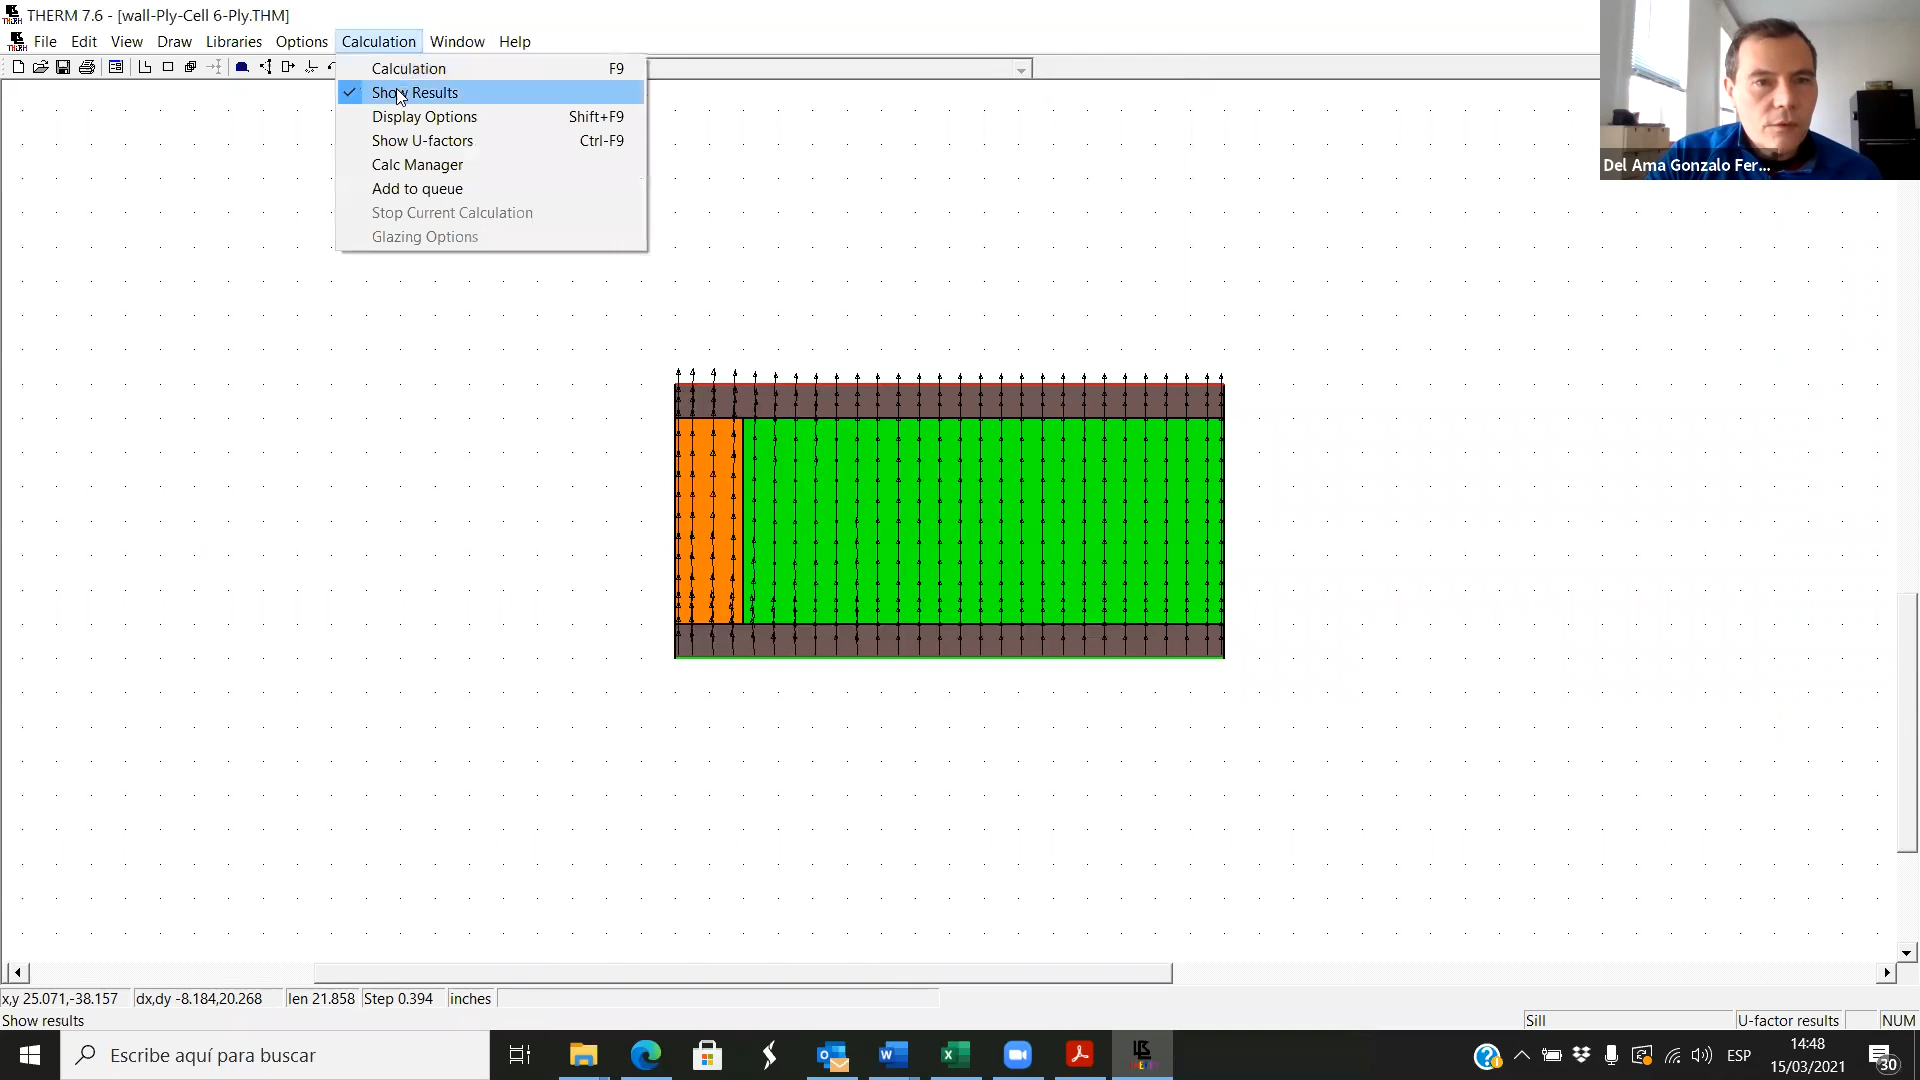 THERM 7.6 - [wall-Ply-Cell 6-Ply.THM]
File Edit View Draw Libraries Options Calculation Window Help
Calculation F9
Show Results
Display Options Shift+F9
Show U-factors Ctrl-F9
Calc Manager
Add to queue
Stop Current Calculation
Glazing Options
Del Ama Gonzalo Fer...
x,y 25.071,-38.157 dx,dy -8.184,20.268 len 21.858 Step 0.394 inches
Show results Sill U-factor results NUM
Escribe aquí para buscar
ESP
14:48
15/03/2021
30